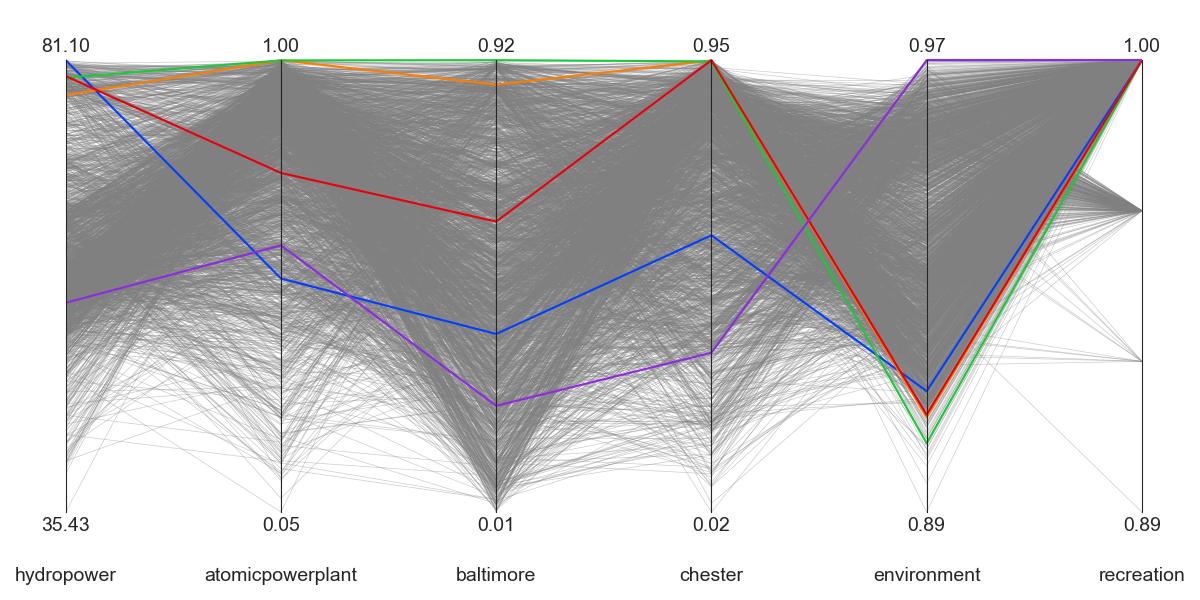 81.10 1.00 0.92 0.95 0.97 1.00
35.43 0.05 0.01 0.02 0.89 0.89
hydropower atomicpowerplant baltimore chester environment recreation